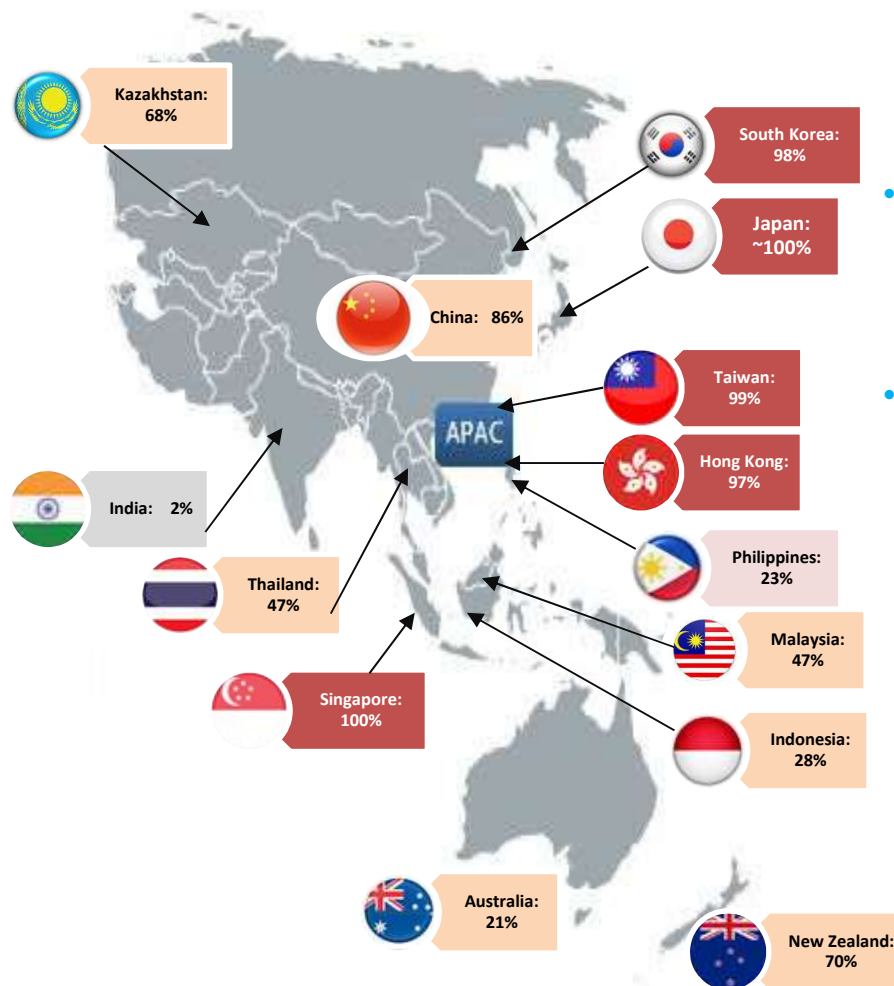 Kazakhstan:
68%
South Korea:
98%
Japan:
~100%
China: 86%
Taiwan:
99%
APAC
Hong Kong:
97%
India: 2%
Philippines:
23%
Thailand:
47%
Malaysia:
47%
Singapore:
100%
Indonesia:
28%
Australia:
21%
New Zealand:
70%